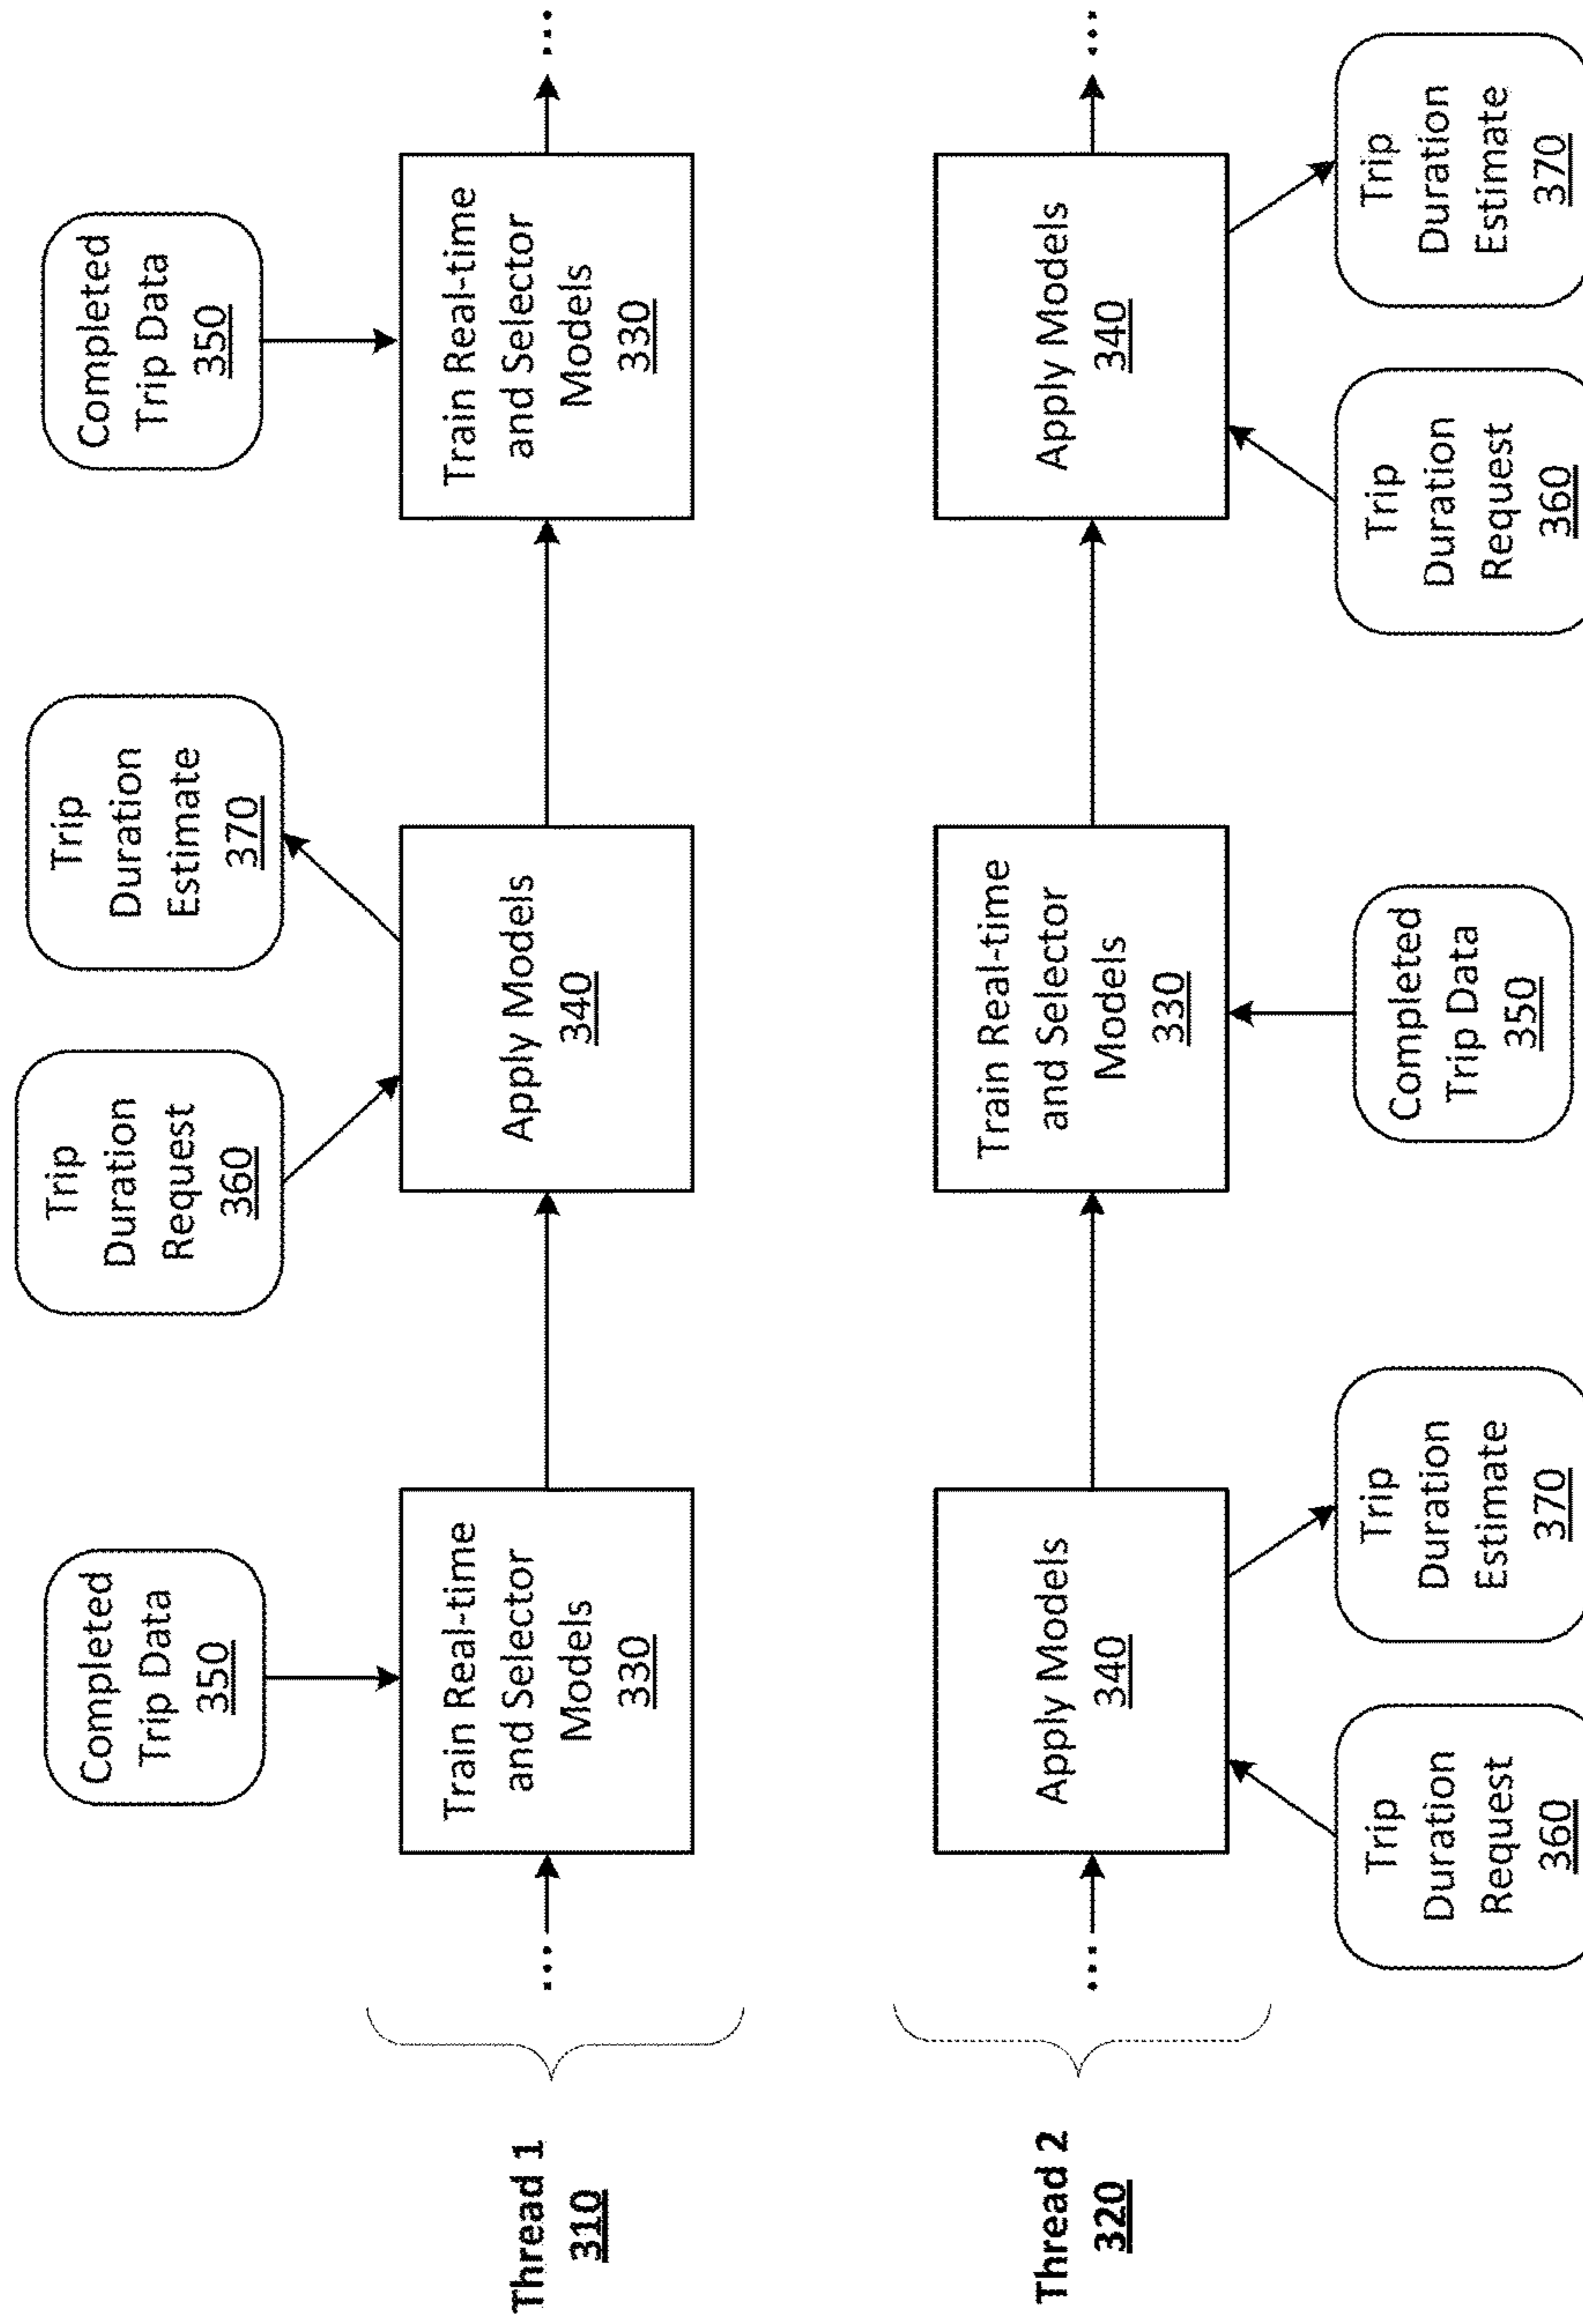 Completed
Trip Data
350
Trip
Duration
Request
360
Trip
Duration
Estimate
370
Completed
Trip Data
350
Thread 1
310
...
Train Real-time
and Selector
Models
330
Apply Models
340
Train Real-time
and Selector
Models
330
...
Thread 2
320
...
Apply Models
340
Train Real-time
and Selector
Models
330
Apply Models
340
...
Trip
Duration
Request
360
Trip
Duration
Estimate
370
Completed
Trip Data
350
Trip
Duration
Request
360
Trip
Duration
Estimate
370